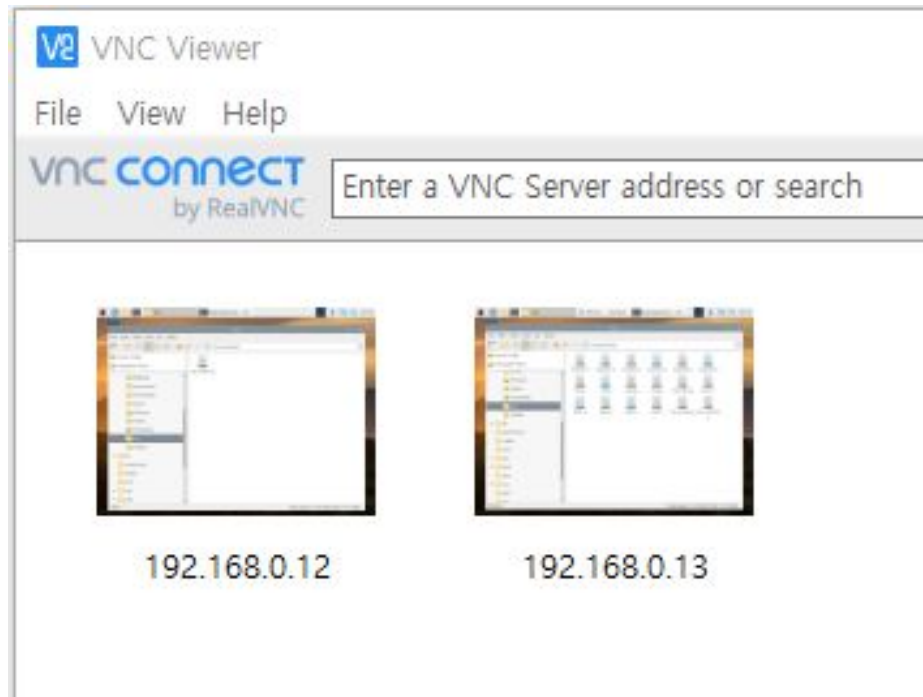 V2 VNC Viewer
File View Help
vnc connect
by RealVNC
Enter a VNC Server address or search
192.168.0.12
192.168.0.13